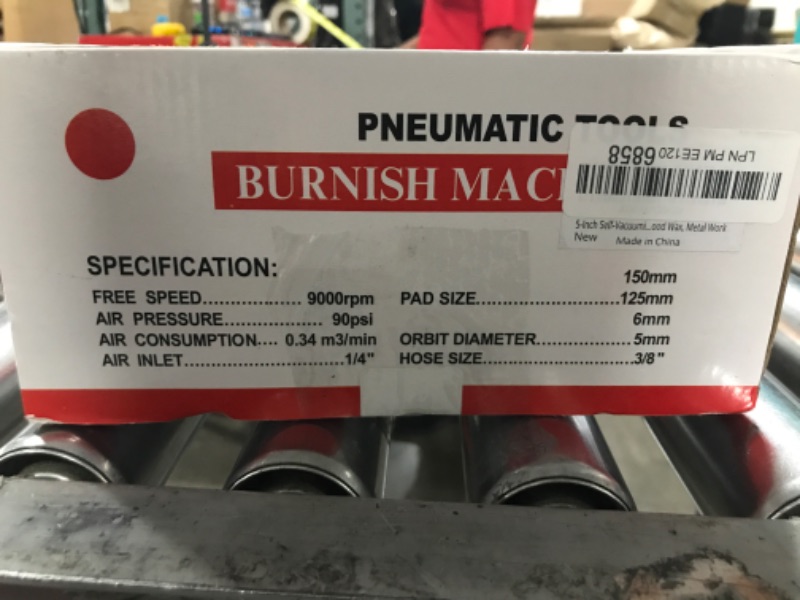 PNEUMATIC TOOLS
BURNISH MAC
LPN PM EE120 6858
5-Inch Self-Vacuumi...ood Wax, Metal Work
New Made in China
SPECIFICATION:
FREE SPEED..................... 9000rpm
AIR PRESSURE..................... 90psi
AIR CONSUMPTION.... 0.34 m3/min
AIR INLET...............................1/4"
150mm
PAD SIZE............................125mm
6mm
ORBIT DIAMETER...................5mm
HOSE SIZE.............................3/8"